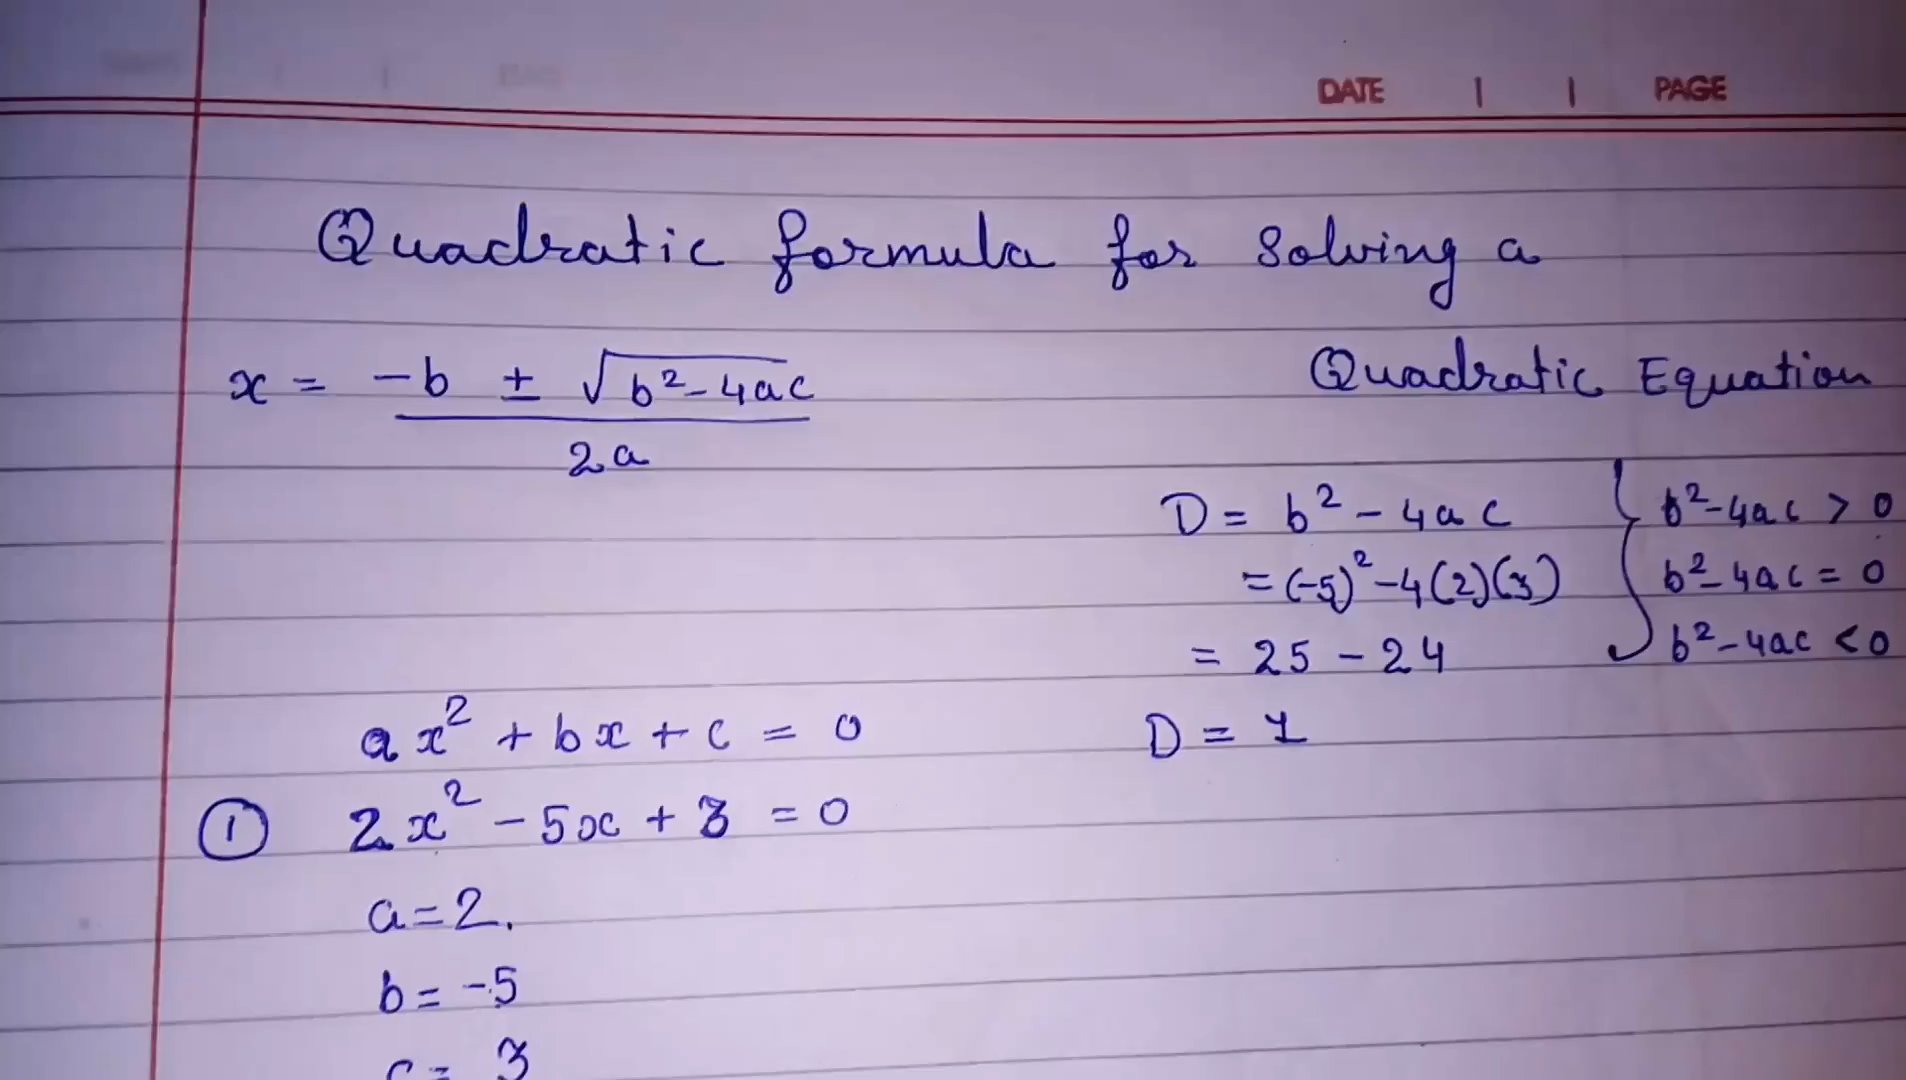 DATE | | PAGE
Quadratic formula for solving a
Quadratic Equation
x = -b ± √b²-4ac
2a
D = b² - 4ac
= (-5)² - 4(2)(3)
= 25 - 24
D = 1
b²-4ac > 0
b²-4ac = 0
b²-4ac < 0
ax² + bx + c = 0
① 2x² - 5x + 3 = 0
a = 2.
b = -5
c = 3